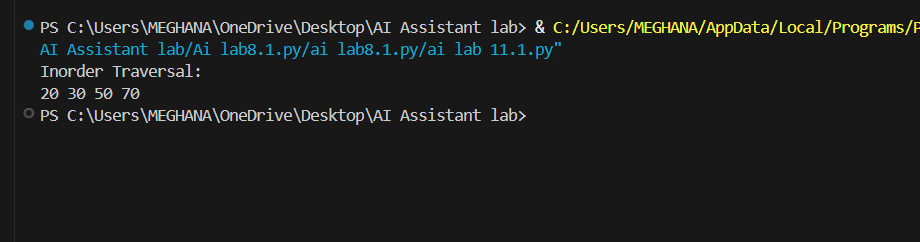 PS C:\Users\MEGHANA\OneDrive\Desktop\AI Assistant lab> & C:/Users/MEGHANA/AppData/Local/Programs/P
AI Assistant lab/Ai lab8.1.py/ai lab8.1.py/ai lab 11.1.py"
Inorder Traversal:
20 30 50 70
PS C:\Users\MEGHANA\OneDrive\Desktop\AI Assistant lab>